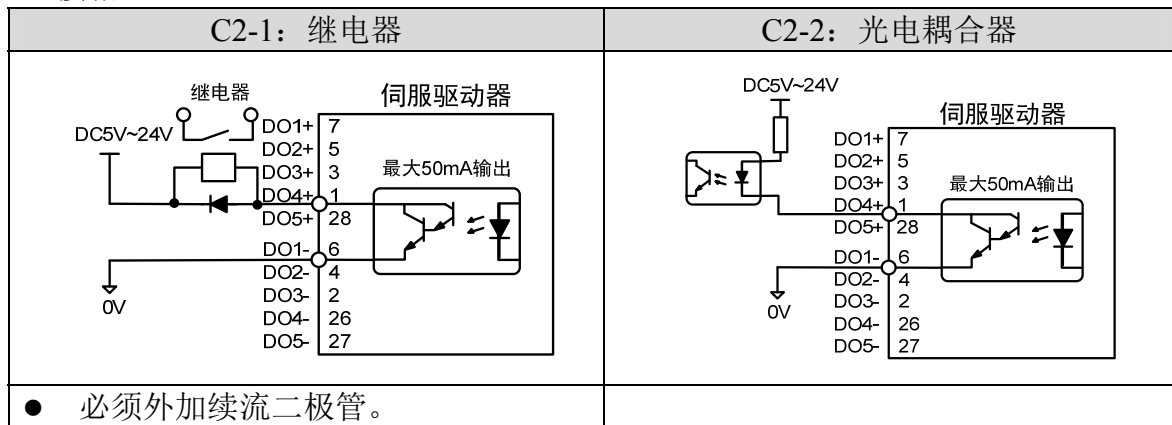 C2-1：继电器
C2-2：光电耦合器
继电器
伺服驱动器
DC5V~24V
DO1+ 7
DO2+ 5
DO3+ 3
DO4+ 1
DO5+ 28
最大50mA输出
DO1- 6
DO2- 4
DO3- 2
DO4- 26
DO5- 27
0V
DC5V~24V
伺服驱动器
DO1+ 7
DO2+ 5
DO3+ 3
DO4+ 1
DO5+ 28
最大50mA输出
DO1- 6
DO2- 4
DO3- 2
DO4- 26
DO5- 27
0V
● 必须外加续流二极管。